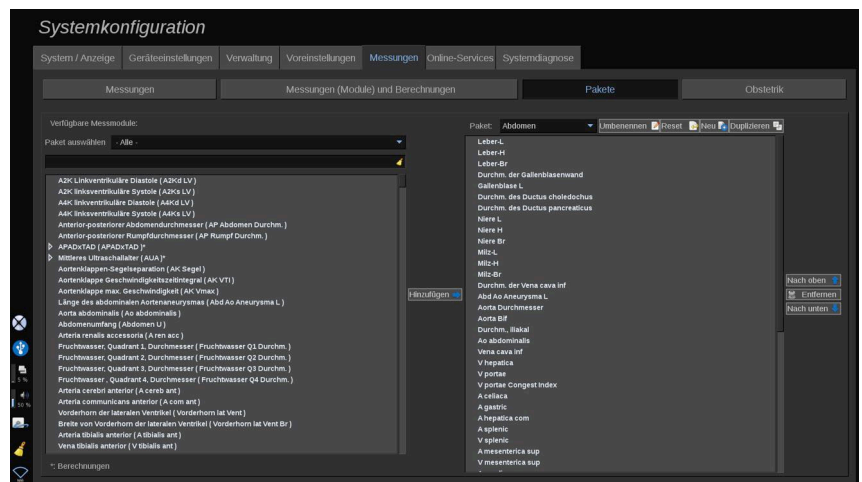 Systemkonfiguration
System / Anzeige Geräteeinstellungen Verwaltung Voreinstellungen Messungen Online-Services Systemdiagnose
Messungen Messungen (Module) und Berechnungen Pakete Obstetrik
Verfügbare Messmodule:
Paket auswählen - Alle -
A2K Linkventrikuläre Diastole ( A2Kd LV )
A2K linksventrikuläre Systole ( A2Ks LV )
A4K linksventrikuläre Diastole ( A4Kd LV )
A4K linksventrikuläre Systole ( A4Ks LV )
Anterior-posteriorer Abdomendurchmesser ( AP Abdomen Durchm. )
Anterior-posteriorer Rumpfdurchmesser ( AP Rumpf Durchm. )
APADxTAD ( APADxTAD )*
Mittleres Ultraschallalter ( AUA )*
Aortenklappen-Segelseparation ( AK Segel )
Aortenklappe Geschwindigkeitszeitintegral ( AK VTI )
Aortenklappe max. Geschwindigkeit ( AK Vmax )
Länge des abdominalen Aortenaneurysmas ( Abd Ao Aneurysma L )
Aorta abdominalis ( Ao abdominalis )
Abdomenumfang ( Abdomen U )
Arteria renalis accessoria ( A ren acc )
Fruchtwasser, Quadrant 1, Durchmesser ( Fruchtwasser Q1 Durchm. )
Fruchtwasser, Quadrant 2, Durchmesser ( Fruchtwasser Q2 Durchm. )
Fruchtwasser, Quadrant 3, Durchmesser ( Fruchtwasser Q3 Durchm. )
Fruchtwasser , Quadrant 4, Durchmesser ( Fruchtwasser Q4 Durchm. )
Arteria cerebri anterior ( A cereb ant )
Arteria communicans anterior ( A com ant )
Vorderhorn der lateralen Ventrikel ( Vorderhorn lat Vent )
Breite von Vorderhorn der lateralen Ventrikel ( Vorderhorn lat Vent Br )
Arteria tibialis anterior ( A tibialis ant )
Vena tibialis anterior ( V tibialis ant )
*: Berechnungen
Hinzufügen
Paket: Abdomen Umbenennen Reset Neu Duplizieren
Leber-L
Leber-H
Leber-Br
Durchm. der Gallenblasenwand
Gallenblase L
Durchm. des Ductus choledochus
Durchm. des Ductus pancreaticus
Niere L
Niere H
Niere Br
Milz-L
Milz-H
Milz-Br
Durchm. der Vena cava inf
Abd Ao Aneurysma L
Aorta Durchmesser
Aorta Bif
Durchm., iliakal
Ao abdominalis
Vena cava inf
V hepatica
V portae
V portae Congest Index
A celiaca
A gastric
A hepatica com
A splenic
V splenic
A mesenterica sup
V mesenterica sup
Nach oben
Entfernen
Nach unten
5 %
50 %